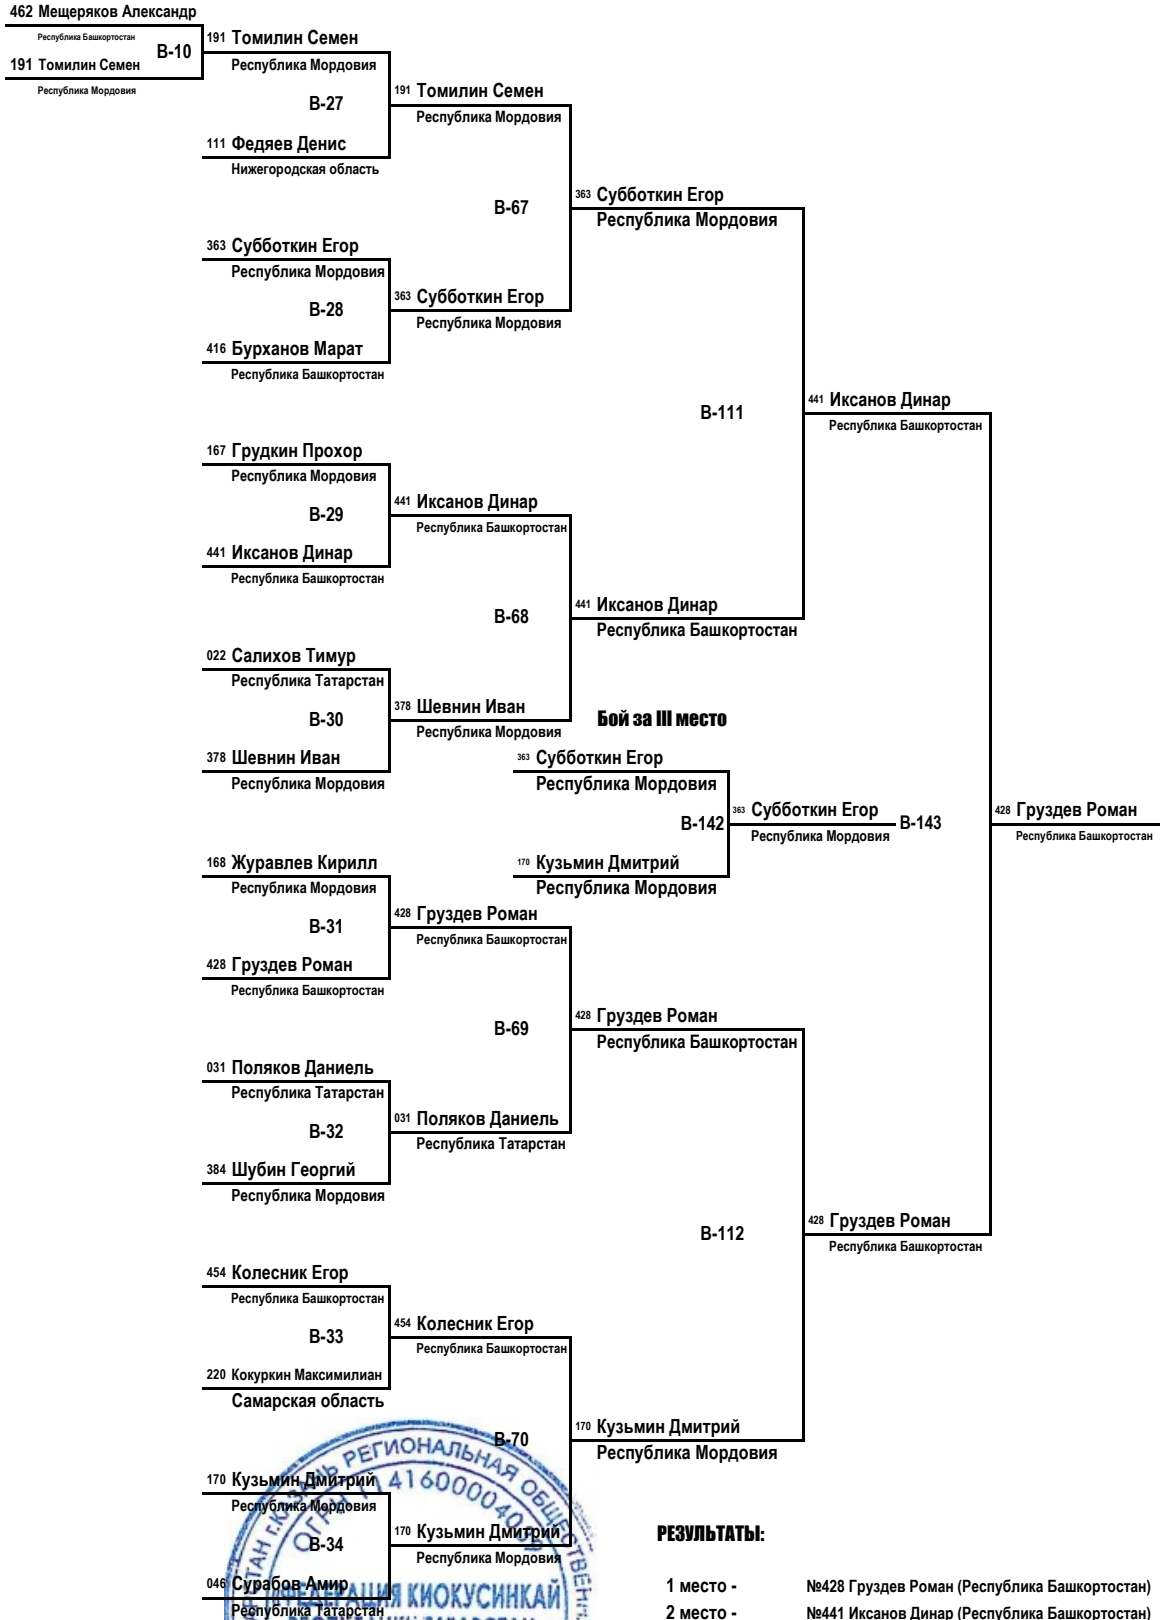 462 Мещеряков Александр
Республика Башкортостан
В-10
191 Томилин Семен
Республика Мордовия
191 Томилин Семен
Республика Мордовия
В-27
111 Федяев Денис
Нижегородская область
191 Томилин Семен
Республика Мордовия
В-67
363 Субботкин Егор
Республика Мордовия
363 Субботкин Егор
Республика Мордовия
В-28
363 Субботкин Егор
Республика Мордовия
416 Бурханов Марат
Республика Башкортостан
В-111
441 Иксанов Динар
Республика Башкортостан
167 Грудкин Прохор
Республика Мордовия
В-29
441 Иксанов Динар
Республика Башкортостан
441 Иксанов Динар
Республика Башкортостан
В-68
441 Иксанов Динар
Республика Башкортостан
022 Салихов Тимур
Республика Татарстан
В-30
378 Шевнин Иван
Республика Мордовия
378 Шевнин Иван
Республика Мордовия
Бой за III место
363 Субботкин Егор
Республика Мордовия
В-142
363 Субботкин Егор
Республика Мордовия
170 Кузьмин Дмитрий
Республика Мордовия
В-143
428 Груздев Роман
Республика Башкортостан
168 Журавлев Кирилл
Республика Мордовия
В-31
428 Груздев Роман
Республика Башкортостан
428 Груздев Роман
Республика Башкортостан
В-69
428 Груздев Роман
Республика Башкортостан
031 Поляков Даниель
Республика Татарстан
В-32
031 Поляков Даниель
Республика Татарстан
384 Шубин Георгий
Республика Мордовия
В-112
428 Груздев Роман
Республика Башкортостан
454 Колесник Егор
Республика Башкортостан
В-33
454 Колесник Егор
Республика Башкортостан
220 Кокуркин Максимилиан
Самарская область
В-70
170 Кузьмин Дмитрий
Республика Мордовия
170 Кузьмин Дмитрий
Республика Мордовия
В-34
170 Кузьмин Дмитрий
Республика Мордовия
046 Сурабов Амир
Республика Татарстан
РЕГИОНАЛЬНАЯ
ФЕДЕРАЦИЯ КИОКУСИНКАЙ
РЕЗУЛЬТАТЫ:
1 место - №428 Груздев Роман (Республика Башкортостан)
2 место - №441 Иксанов Динар (Республика Башкортостан)